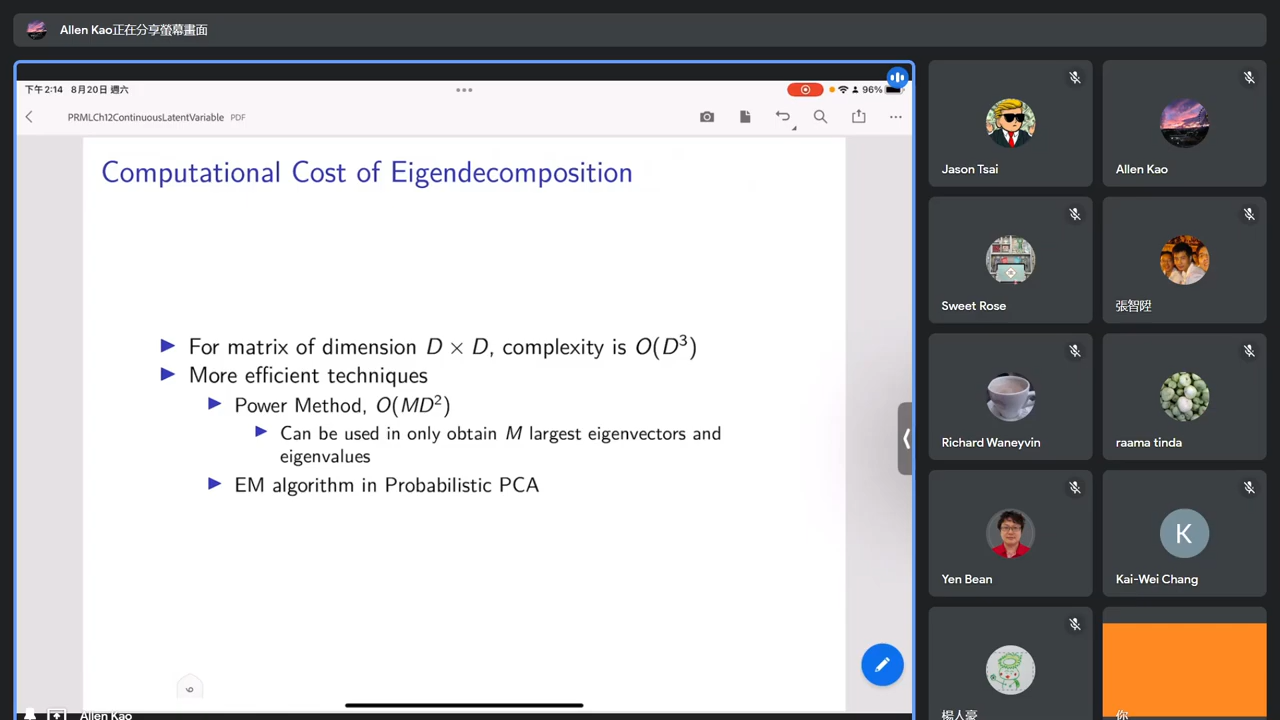 Allen Kao正在分享螢幕畫面
下午2:14 8月20日 週六
96%
PRMLCh12ContinuousLatentVariable PDF
Computational Cost of Eigendecomposition
For matrix of dimension D × D, complexity is O(D³)
More efficient techniques
Power Method, O(MD²)
Can be used in only obtain M largest eigenvectors and
eigenvalues
EM algorithm in Probabilistic PCA
Allen Kao
Jason Tsai
Allen Kao
Sweet Rose
張智陞
Richard Waneyvin
raama tinda
Yen Bean
K
Kai-Wei Chang
楊人豪
你